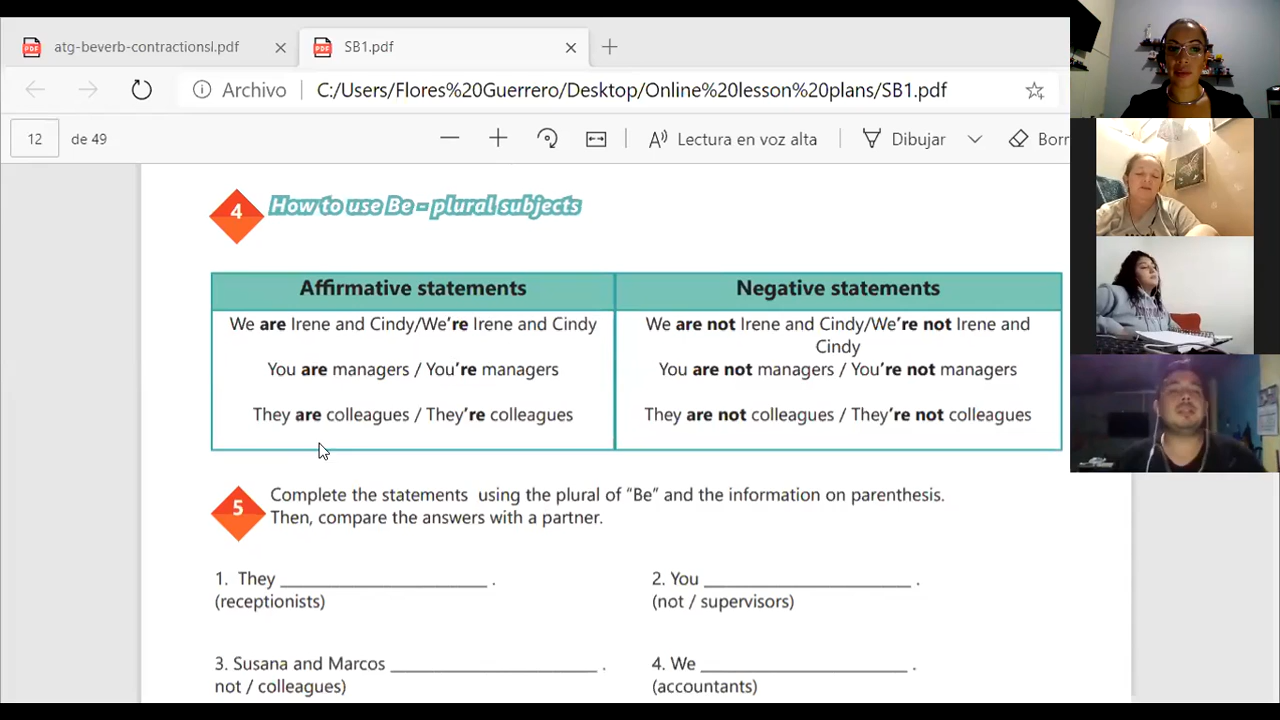 atg-beverb-contractionsl.pdf
SB1.pdf
Archivo
C:/Users/Flores%20Guerrero/Desktop/Online%20lesson%20plans/SB1.pdf
12 de 49
Lectura en voz alta
Dibujar
Borr
4 How to use Be - plural subjects
Affirmative statements
Negative statements
We are Irene and Cindy/We're Irene and Cindy
You are managers / You're managers
They are colleagues / They're colleagues
We are not Irene and Cindy/We're not Irene and
Cindy
You are not managers / You're not managers
They are not colleagues / They're not colleagues
5 Complete the statements using the plural of "Be" and the information on parenthesis.
Then, compare the answers with a partner.
1. They ______________________ .
(receptionists)
2. You ______________________ .
(not / supervisors)
3. Susana and Marcos ______________________ .
not / colleagues)
4. We ______________________ .
(accountants)